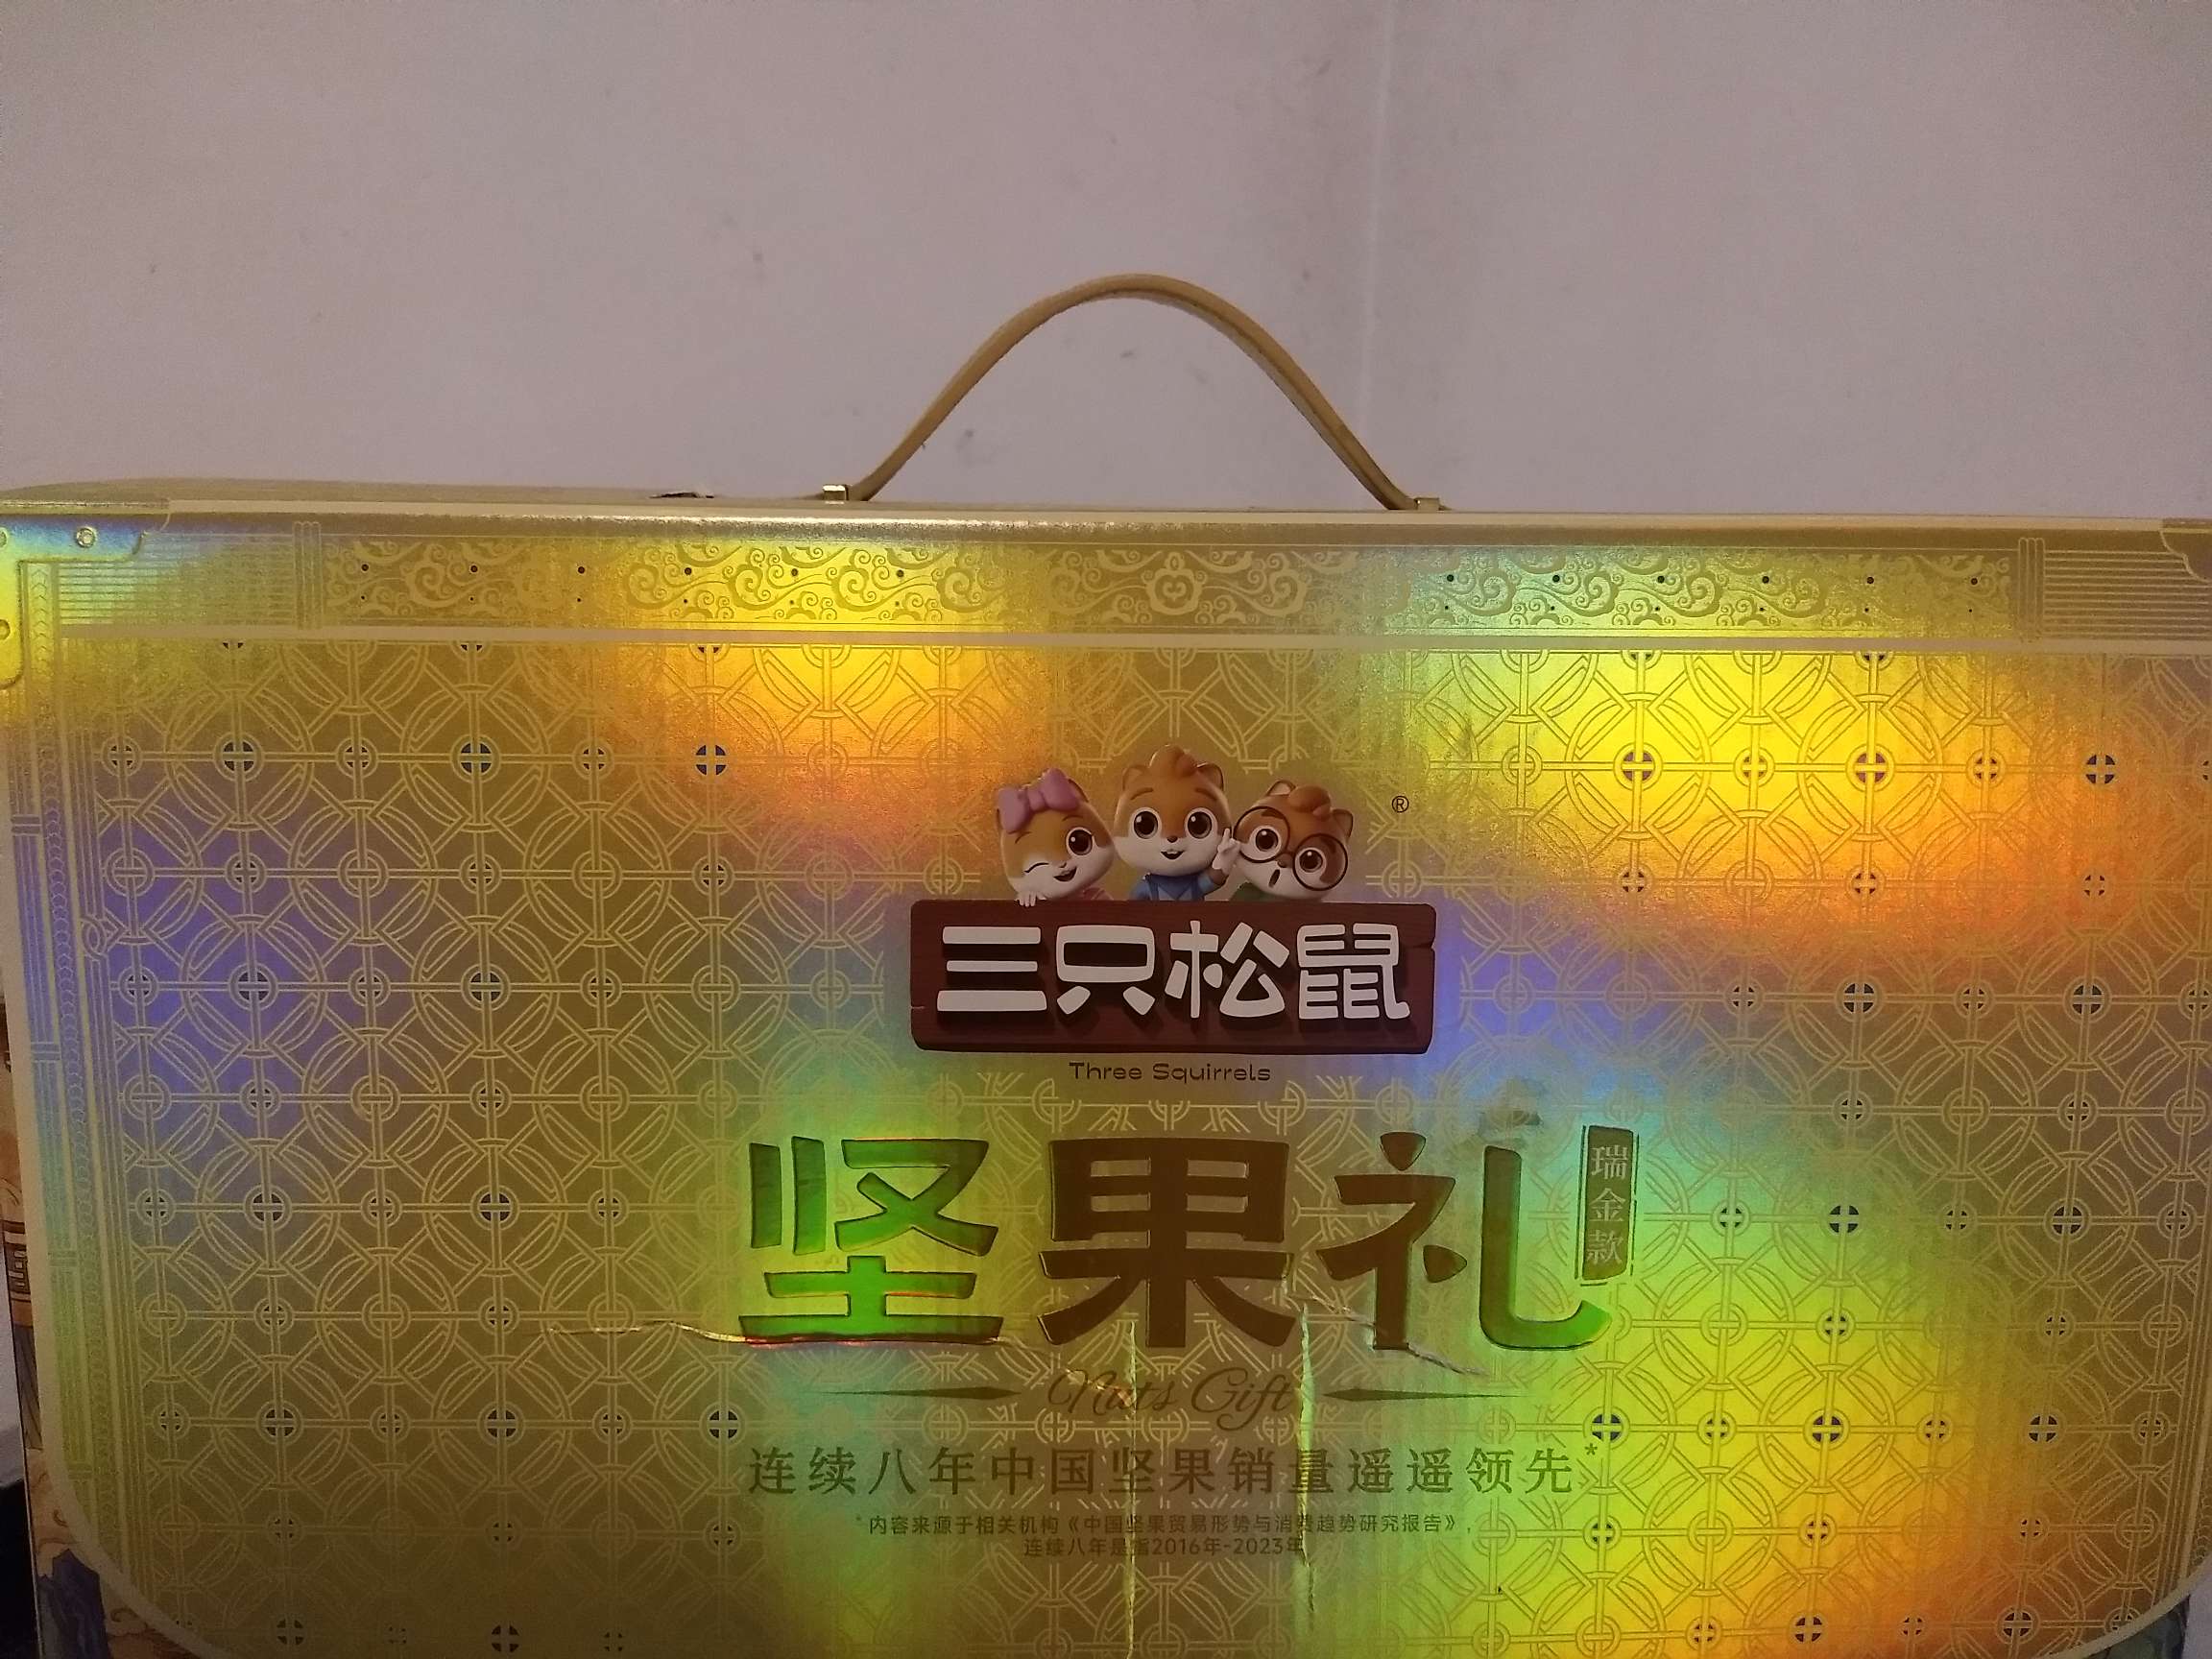 ®
三只松鼠
Three Squirrels
坚果礼
瑞金款
Nuts Gift
连续八年中国坚果销量遥遥领先*
*内容来源于相关机构《中国坚果贸易形势与消费趋势研究报告》,
连续八年是指2016年-2023年